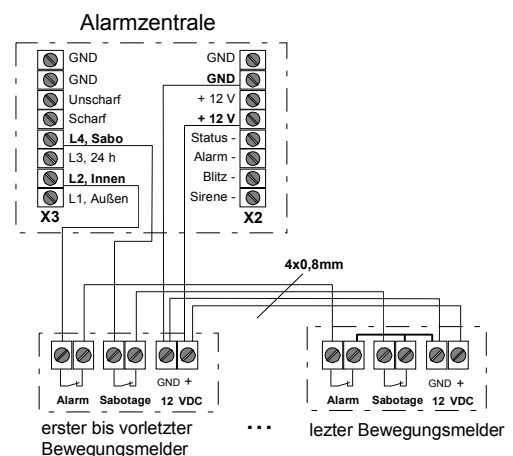 Alarmzentrale
GND GND
GND GND
Unscharf + 12 V
Scharf + 12 V
L4, Sabo Status -
L3, 24 h Alarm -
L2, Innen Blitz -
L1, Außen Sirene -
X3 X2
4x0,8mm
GND + GND +
Alarm Sabotage 12 VDC Alarm Sabotage 12 VDC
erster bis vorletzter ... lezter Bewegungsmelder
Bewegungsmelder